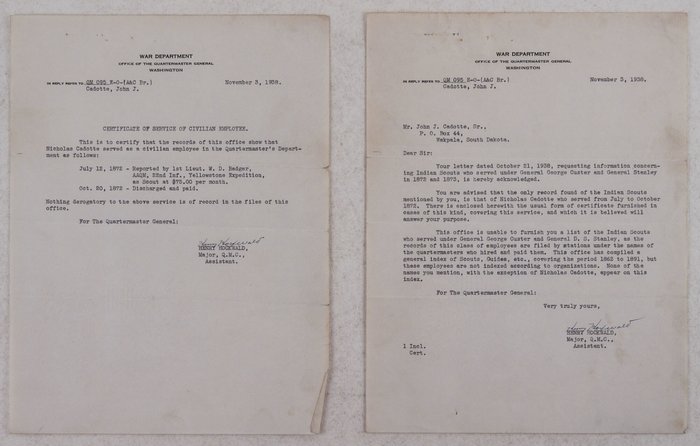 WAR DEPARTMENT
OFFICE OF THE QUARTERMASTER GENERAL
WASHINGTON
IN REPLY REFER TO QM 095 E-O-(A&C Br.)
Cadotte, John J.
November 3, 1938.
CERTIFICATE OF SERVICE OF CIVILIAN EMPLOYEE.
This is to certify that the records of this office show that
Nicholas Cadotte served as a civilian employee in the Quartermaster's Depart-
ment as follows:
July 12, 1872 - Reported by 1st Lieut. W. D. Badger,
AAQM, 22nd Inf., Yellowstone Expedition,
as Scout at $75.00 per month.
Oct. 20, 1872 - Discharged and paid.
Nothing derogatory to the above service is of record in the files of this
office.
For The Quartermaster General:
Henry Hockwald
HENRY HOCKWALD,
Major, Q.M.C.,
Assistant.
WAR DEPARTMENT
OFFICE OF THE QUARTERMASTER GENERAL
WASHINGTON
IN REPLY REFER TO QM 095 E-O-(A&C Br.)
Cadotte, John J.
November 3, 1938.
Mr. John J. Cadotte, Sr.,
P. O. Box 44,
Wakpala, South Dakota.
Dear Sir:
Your letter dated October 21, 1938, requesting information concern-
ing Indian Scouts who served under General George Custer and General Stanley
in 1872 and 1873, is hereby acknowledged.
You are advised that the only record found of the Indian Scouts
mentioned by you, is that of Nicholas Cadotte who served from July to October
1872. There is enclosed herewith the usual form of certificate furnished in
cases of this kind, covering this service, and which it is believed will
answer your purpose.
This office is unable to furnish you a list of the Indian Scouts
who served under General George Custer and General D. S. Stanley, as
the records of this class of employees are filed by stations under the names of
the quartermasters who hired and paid them. This office has compiled a
general index of Scouts, Guides, etc., covering the period 1862 to 1891, but
these employees are not indexed according to organizations. None of the
names you mention, with the exception of Nicholas Cadotte, appear on this
index.
For The Quartermaster General:
Very truly yours,
Henry Hockwald
HENRY HOCKWALD,
Major, Q.M.C.,
Assistant.
1 Incl.
Cert.